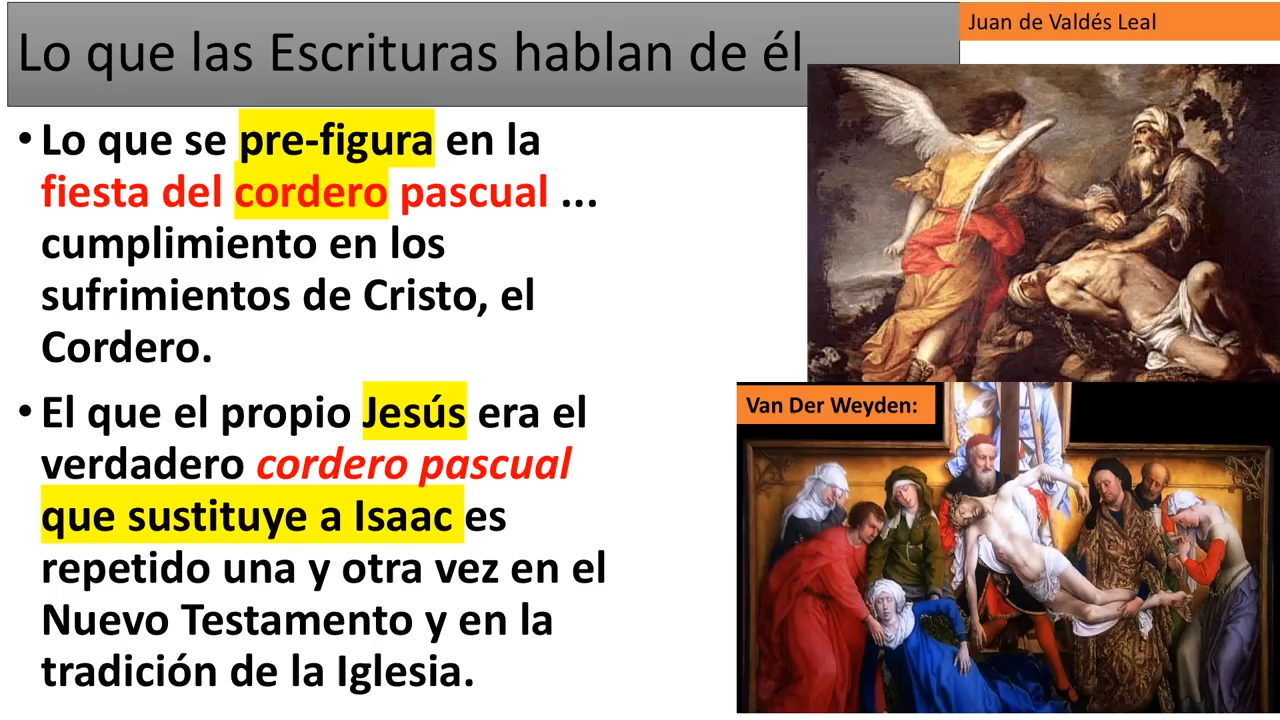 Lo que las Escrituras hablan de él
Juan de Valdés Leal
• Lo que se pre-figura en la
fiesta del cordero pascual ...
cumplimiento en los
sufrimientos de Cristo, el
Cordero.
• El que el propio Jesús era el
verdadero cordero pascual
que sustituye a Isaac es
repetido una y otra vez en el
Nuevo Testamento y en la
tradición de la Iglesia.
Van Der Weyden: